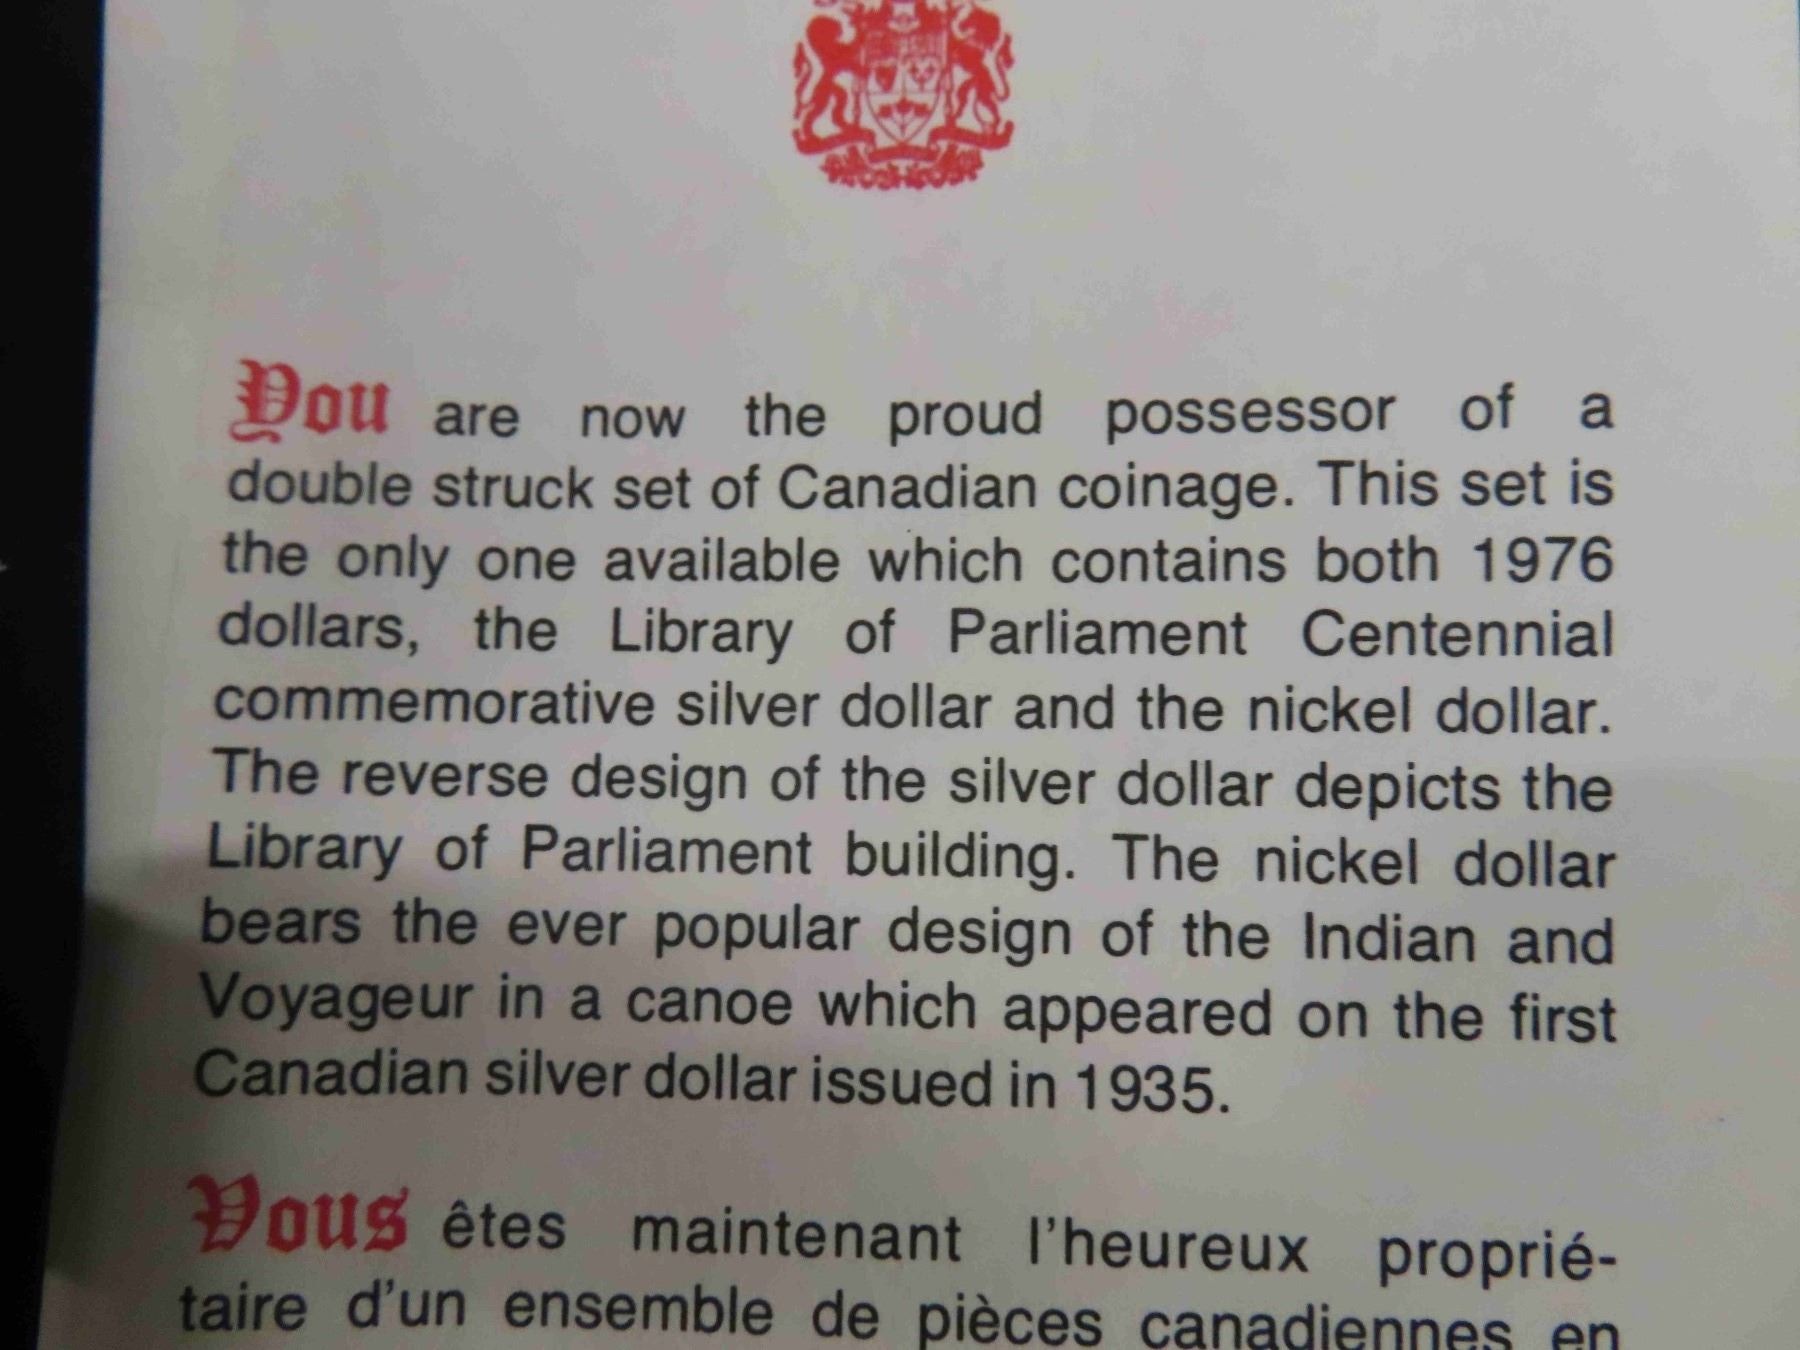 You are now the proud possessor of a
double struck set of Canadian coinage. This set is
the only one available which contains both 1976
dollars, the Library of Parliament Centennial
commemorative silver dollar and the nickel dollar.
The reverse design of the silver dollar depicts the
Library of Parliament building. The nickel dollar
bears the ever popular design of the Indian and
Voyageur in a canoe which appeared on the first
Canadian silver dollar issued in 1935.
Vous êtes maintenant l'heureux proprié-
taire d'un ensemble de pièces canadiennes en